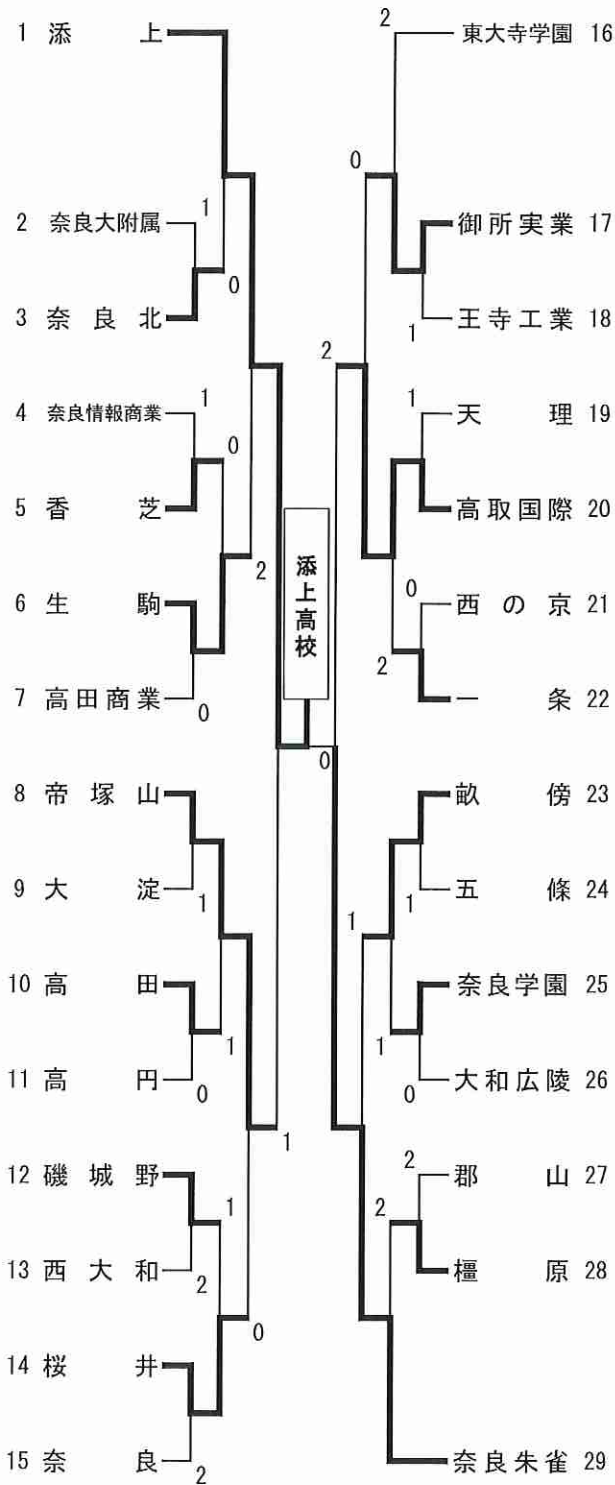 1 添上
2 奈良大附属
3 奈良北
4 奈良情報商業
5 香芝
6 生駒
7 高田商業
8 帝塚山
9 大淀
10 高田
11 高円
12 磯城野
13 西大和
14 桜井
15 奈良
1
0
1
0
2
0
1
1
0
1
1
2
0
2
添上高校
0
2
0
2
1
1
0
2
1
1
1
0
2
2
東大寺学園 16
御所実業 17
王寺工業 18
天理 19
高取国際 20
西の京 21
一条 22
畝傍 23
五條 24
奈良学園 25
大和広陵 26
郡山 27
橿原 28
奈良朱雀 29